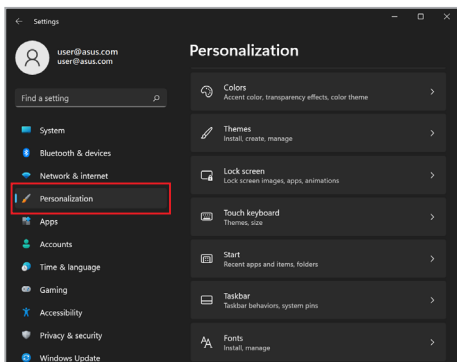 Settings
user@asus.com
user@asus.com
Find a setting
System
Bluetooth & devices
Network & internet
Personalization
Apps
Accounts
Time & language
Gaming
Accessibility
Privacy & security
Windows Update
Personalization
Colors
Accent color, transparency effects, color theme
Themes
Install, create, manage
Lock screen
Lock screen images, apps, animations
Touch keyboard
Themes, size
Start
Recent apps and items, folders
Taskbar
Taskbar behaviors, system pins
Fonts
Install, manage